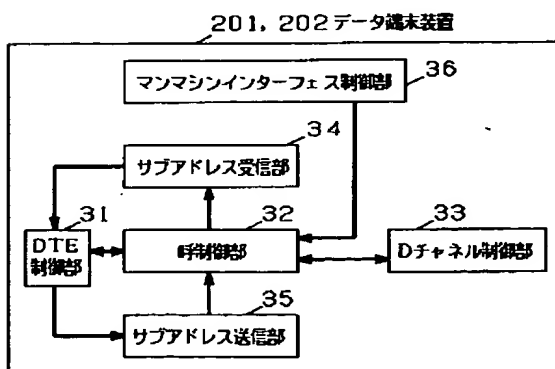 201, 202データ端末装置
マンマシンインターフェス制御部
36
34
サブアドレス受信部
31
DTE
制御部
32
呼制御部
33
Dチャネル制御部
35
サブアドレス送信部